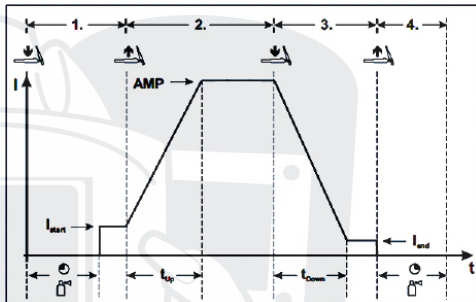 1. 2. 3. 4.
I
AMP
Istart
Iend
t
tUp
tDown